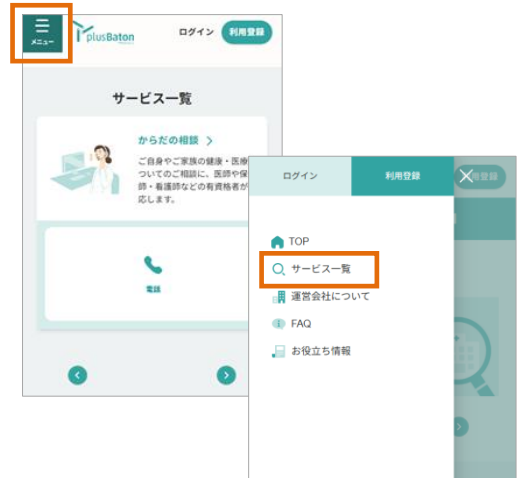 メニュー
plusBaton
ログイン
利用登録
サービス一覧
からだの相談 >
ご自身やご家族の健康・医療
ついてのご相談に、医師や保
師・看護師などの有資格者が
応します。
電話
ログイン
利用登録
TOP
サービス一覧
運営会社について
FAQ
お役立ち情報